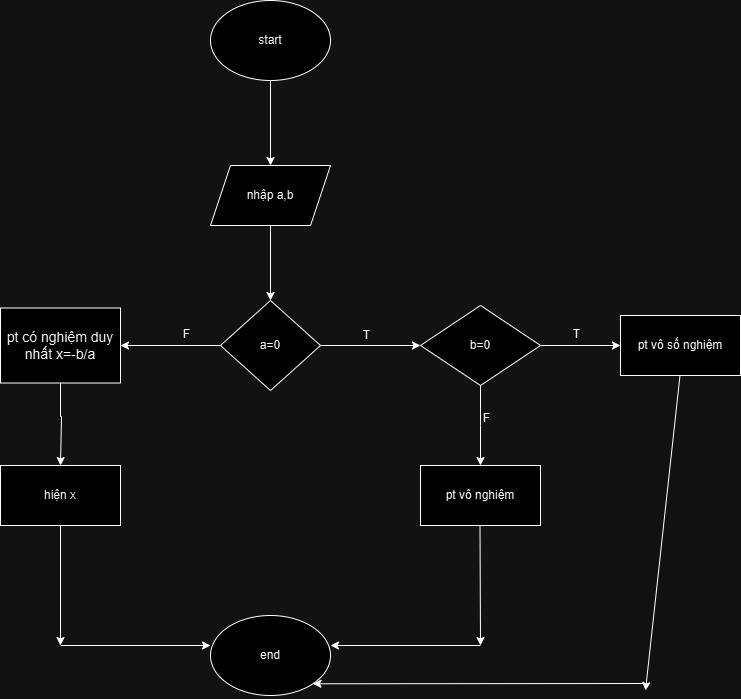 start
nhập a,b
pt có nghiệm duy
nhất x=-b/a
F
a=0
T
b=0
T
pt vô số nghiệm
F
hiện x
pt vô nghiệm
end